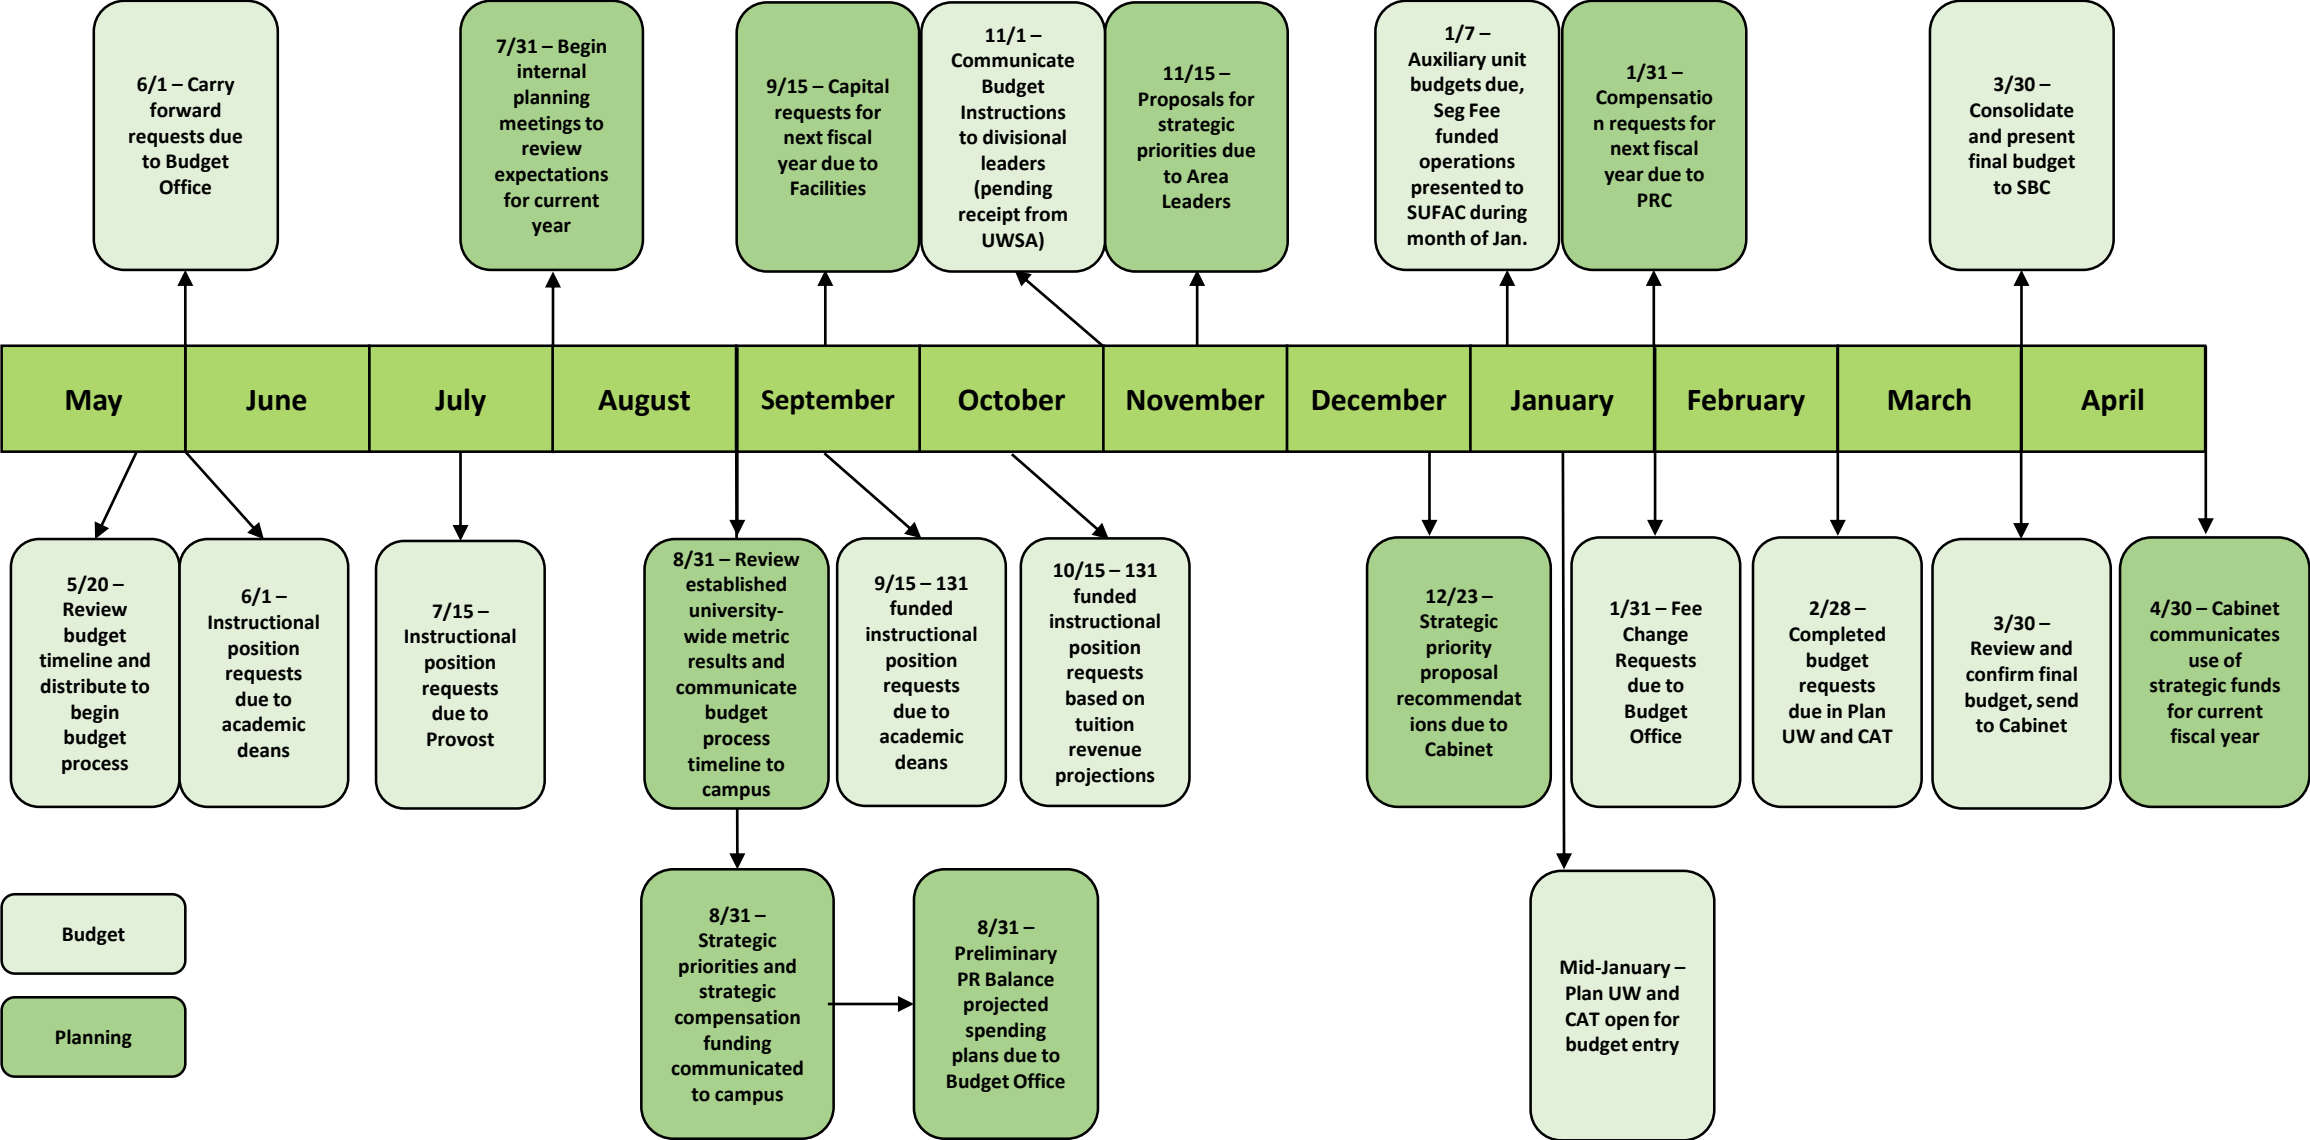 6/1 – Carry
forward
requests due
to Budget
Office
7/31 – Begin
internal
planning
meetings to
review
expectations
for current
year
9/15 – Capital
requests for
next fiscal
year due to
Facilities
11/1 –
Communicate
Budget
Instructions
to divisional
leaders
(pending
receipt from
UWSA)
11/15 –
Proposals for
strategic
priorities due
to Area
Leaders
1/7 –
Auxiliary unit
budgets due,
Seg Fee
funded
operations
presented to
SUFAC during
month of Jan.
1/31 –
Compensatio
n requests for
next fiscal
year due to
PRC
3/30 –
Consolidate
and present
final budget
to SBC
May
June
July
August
September
October
November
December
January
February
March
April
5/20 –
Review
budget
timeline and
distribute to
begin
budget
process
6/1 –
Instructional
position
requests
due to
academic
deans
7/15 –
Instructional
position
requests
due to
Provost
8/31 – Review
established
university-
wide metric
results and
communicate
budget
process
timeline to
campus
9/15 – 131
funded
instructional
position
requests
due to
academic
deans
10/15 – 131
funded
instructional
position
requests
based on
tuition
revenue
projections
12/23 –
Strategic
priority
proposal
recommendat
ions due to
Cabinet
1/31 – Fee
Change
Requests
due to
Budget
Office
2/28 –
Completed
budget
requests
due in Plan
UW and CAT
3/30 –
Review and
confirm final
budget, send
to Cabinet
4/30 – Cabinet
communicates
use of
strategic funds
for current
fiscal year
8/31 –
Strategic
priorities and
strategic
compensation
funding
communicated
to campus
8/31 –
Preliminary
PR Balance
projected
spending
plans due to
Budget Office
Mid-January –
Plan UW and
CAT open for
budget entry
Budget
Planning